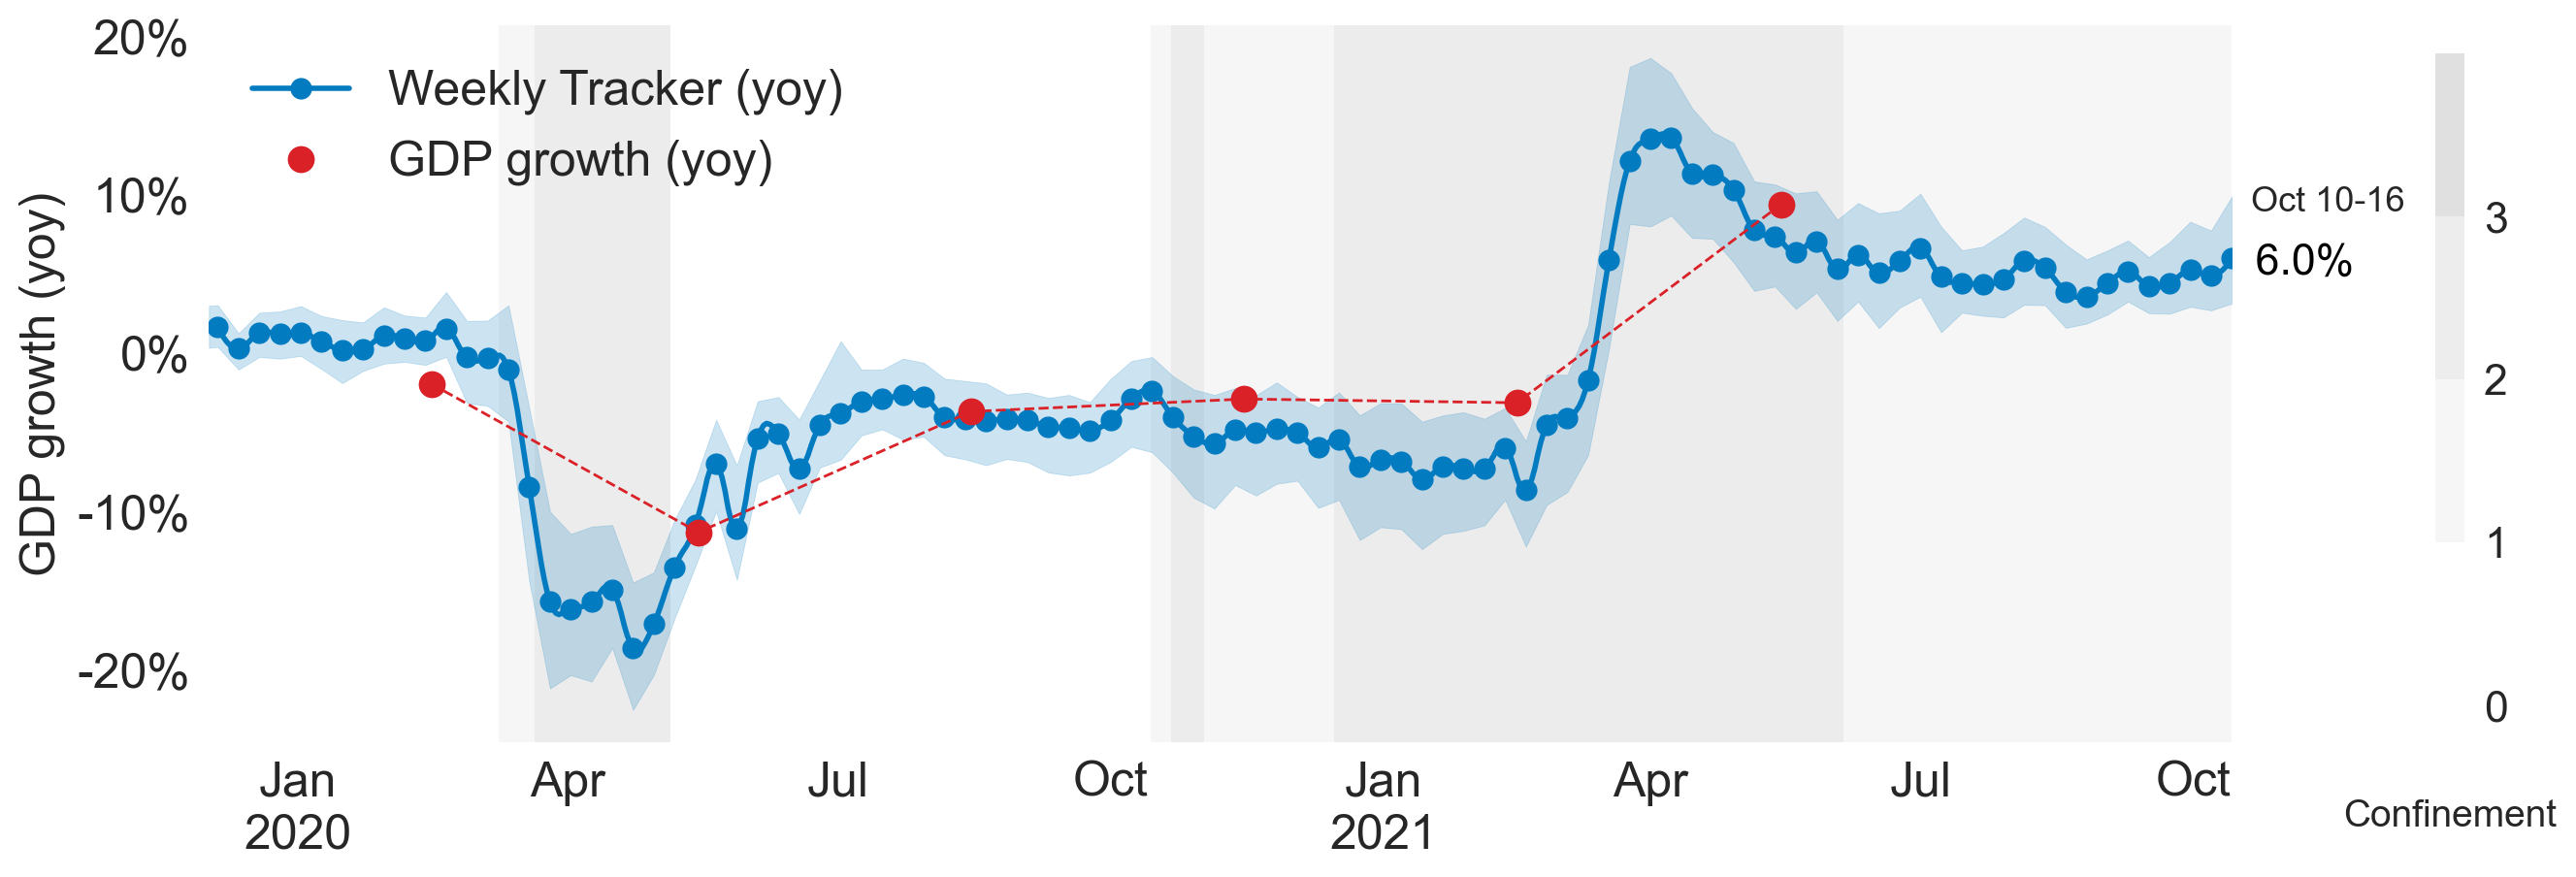 GDP growth (yoy)
20%
10%
0%
-10%
-20%
Weekly Tracker (yoy)
GDP growth (yoy)
Oct 10-16
6.0%
3
2
1
0
Jan Apr Jul Oct Jan Apr Jul Oct
2020 2021
Confinement